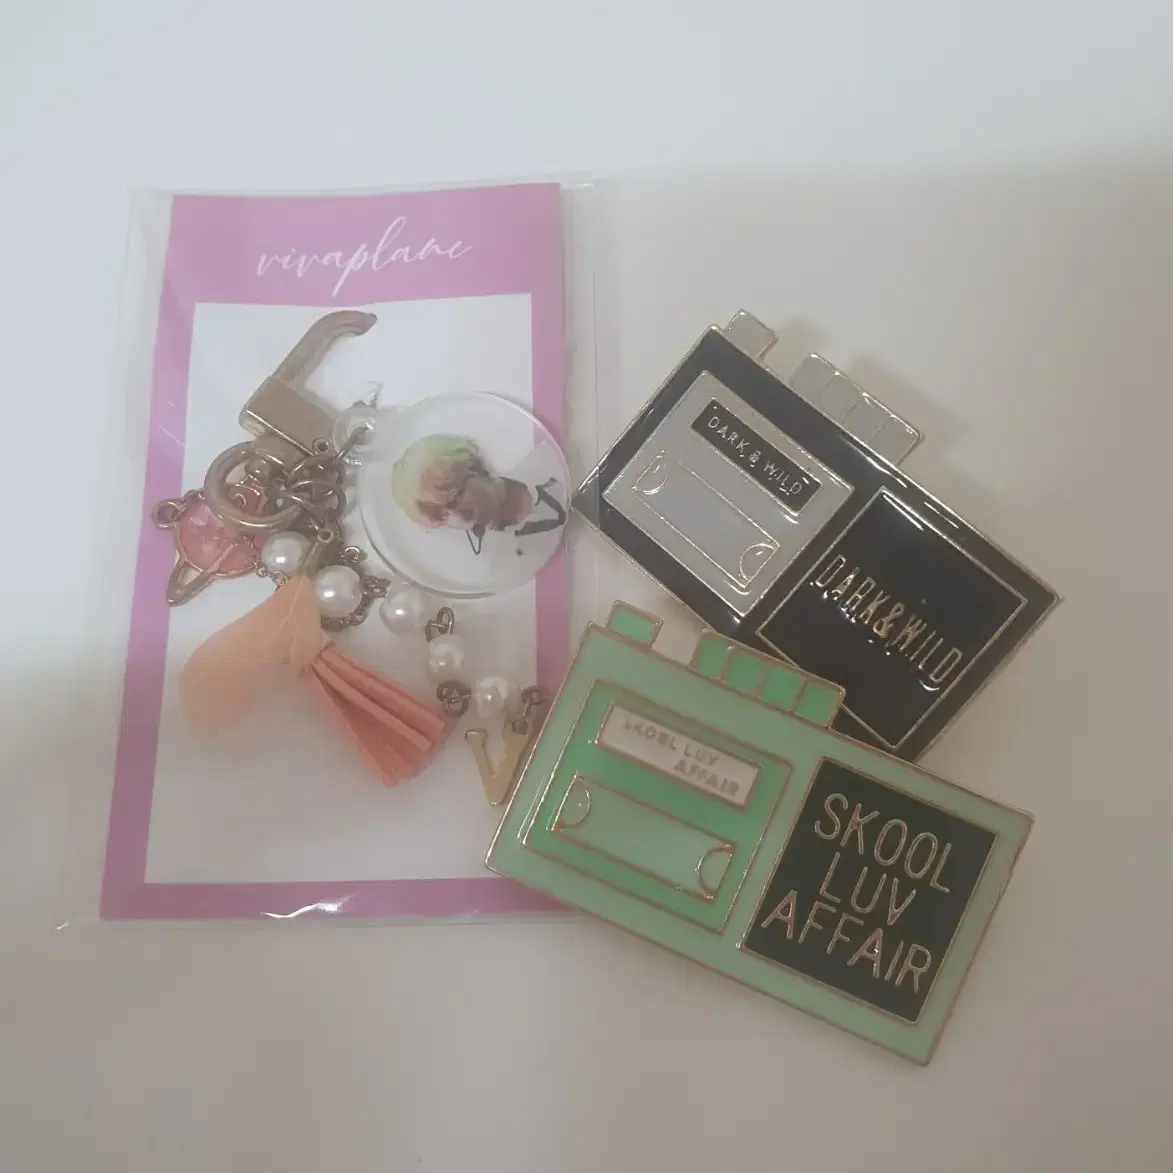 vivaplane
V
DARK & WILD
DARK&WILD
SKOOL LUV
AFFAIR
SKOOL
LUV
AFFAIR